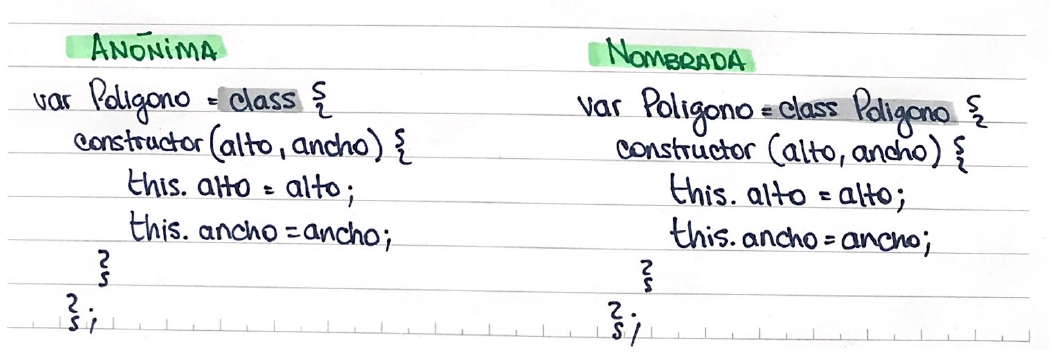 ANÓNIMA
var Poligono = class {
constructor (alto, ancho) {
this. alto = alto;
this. ancho = ancho;
}
};
NOMBRADA
var Poligono = class Poligono {
constructor (alto, ancho) {
this. alto = alto;
this. ancho = ancho;
}
};